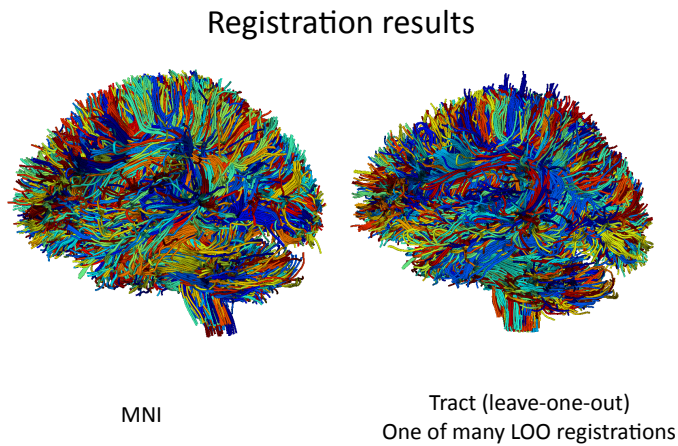 Registration results
MNI
Tract (leave-one-out)
One of many LOO registrations